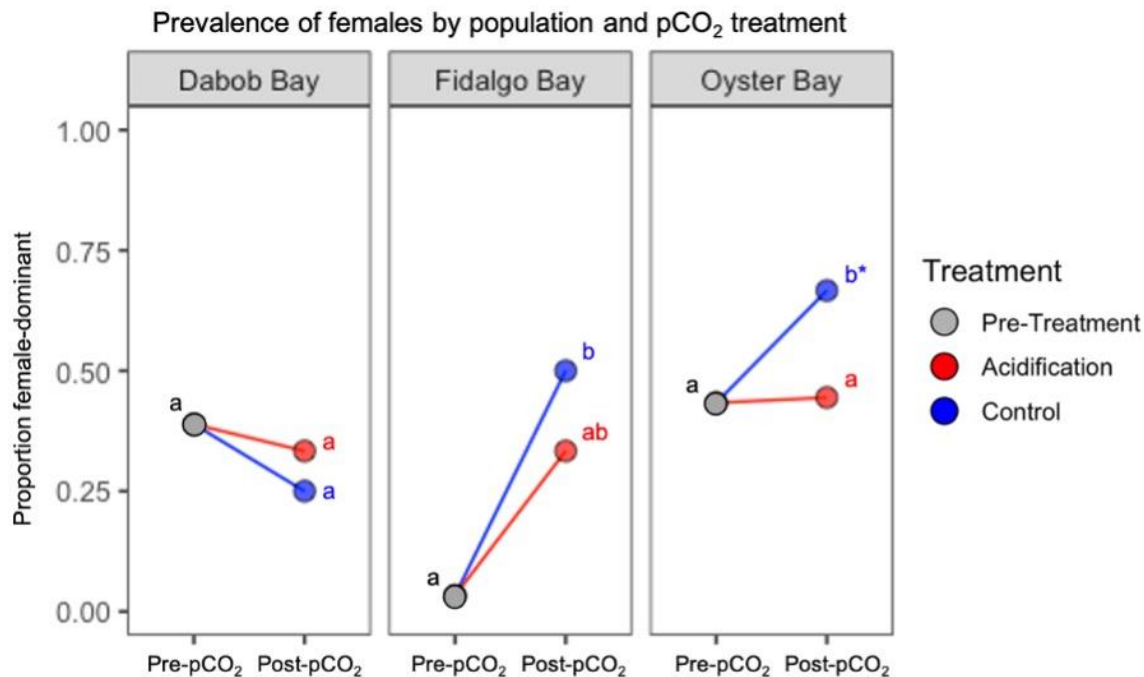 Prevalence of females by population and pCO₂ treatment
Dabob Bay
Fidalgo Bay
Oyster Bay
Proportion female-dominant
1.00
0.75
0.50
0.25
0.00
a
a
a
a
b
ab
a
b*
a
Pre-pCO₂ Post-pCO₂
Pre-pCO₂ Post-pCO₂
Pre-pCO₂ Post-pCO₂
Treatment
Pre-Treatment
Acidification
Control